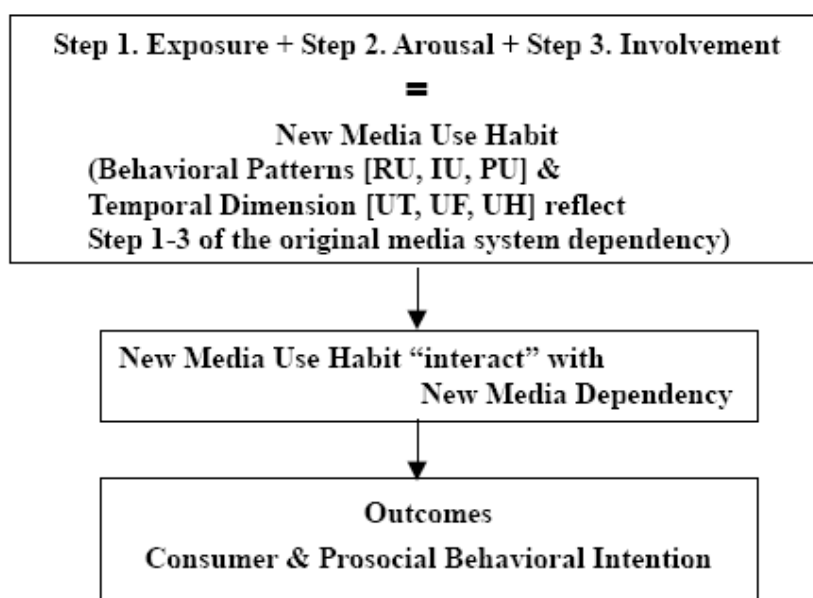 Step 1. Exposure + Step 2. Arousal + Step 3. Involvement
=
New Media Use Habit
(Behavioral Patterns [RU, IU, PU] &
Temporal Dimension [UT, UF, UH] reflect
Step 1-3 of the original media system dependency)
New Media Use Habit “interact” with
New Media Dependency
Outcomes
Consumer & Prosocial Behavioral Intention